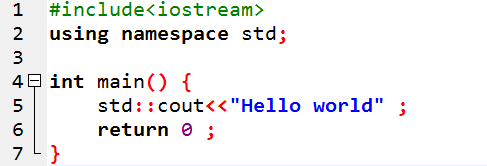 1 #include<iostream>
2 using namespace std;
3
4 int main() {
5 std::cout<<"Hello world" ;
6 return 0 ;
7 }